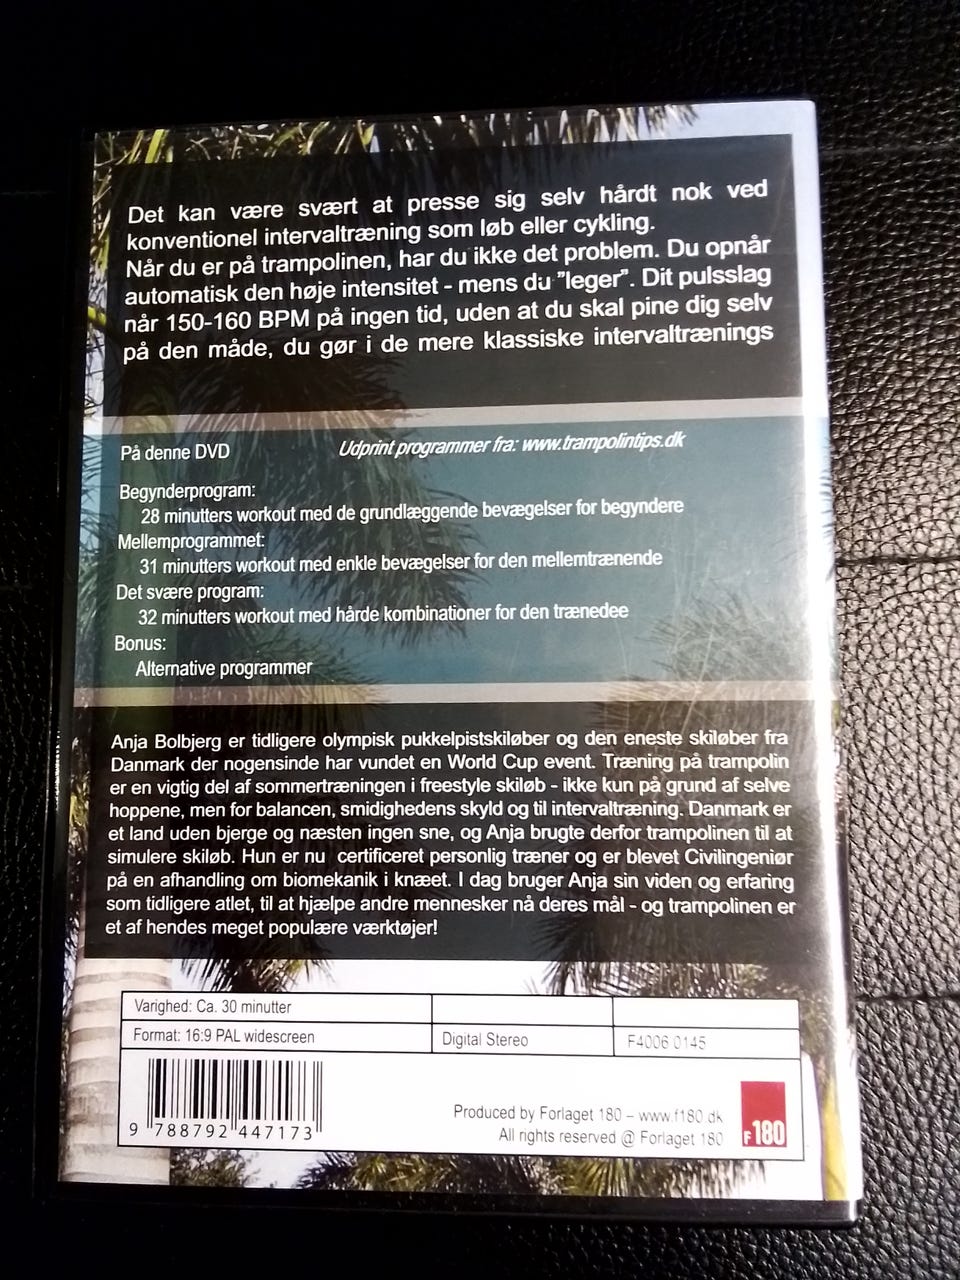 Det kan være svært at presse sig selv hårdt nok ved
konventionel intervaltræning som løb eller cykling.
Når du er på trampolinen, har du ikke det problem. Du opnår
automatisk den høje intensitet - mens du "leger". Dit pulsslag
når 150-160 BPM på ingen tid, uden at du skal pine dig selv
på den måde, du gør i de mere klassiske intervaltrænings
På denne DVD Udprint programmer fra: www.trampolintips.dk
Begynderprogram:
28 minutters workout med de grundlæggende bevægelser for begyndere
Mellemprogrammet:
31 minutters workout med enkle bevægelser for den mellemtrænende
Det svære program:
32 minutters workout med hårde kombinationer for den trænedee
Bonus:
Alternative programmer
Anja Bolbjerg er tidligere olympisk pukkelpistskiløber og den eneste skiløber fra
Danmark der nogensinde har vundet en World Cup event. Træning på trampolin
er en vigtig del af sommertræningen i freestyle skiløb - ikke kun på grund af selve
hoppene, men for balancen, smidighedens skyld og til intervaltræning. Danmark er
et land uden bjerge og næsten ingen sne, og Anja brugte derfor trampolinen til at
simulere skiløb. Hun er nu certificeret personlig træner og er blevet Civilingeniør
på en afhandling om biomekanik i knæet. I dag bruger Anja sin viden og erfaring
som tidligere atlet, til at hjælpe andre mennesker nå deres mål - og trampolinen er
et af hendes meget populære værktøjer!
Varighed: Ca. 30 minutter
Format: 16:9 PAL widescreen Digital Stereo F4006 0145
9 788792 447173
Produced by Forlaget 180 – www.f180.dk
All rights reserved @ Forlaget 180
F180